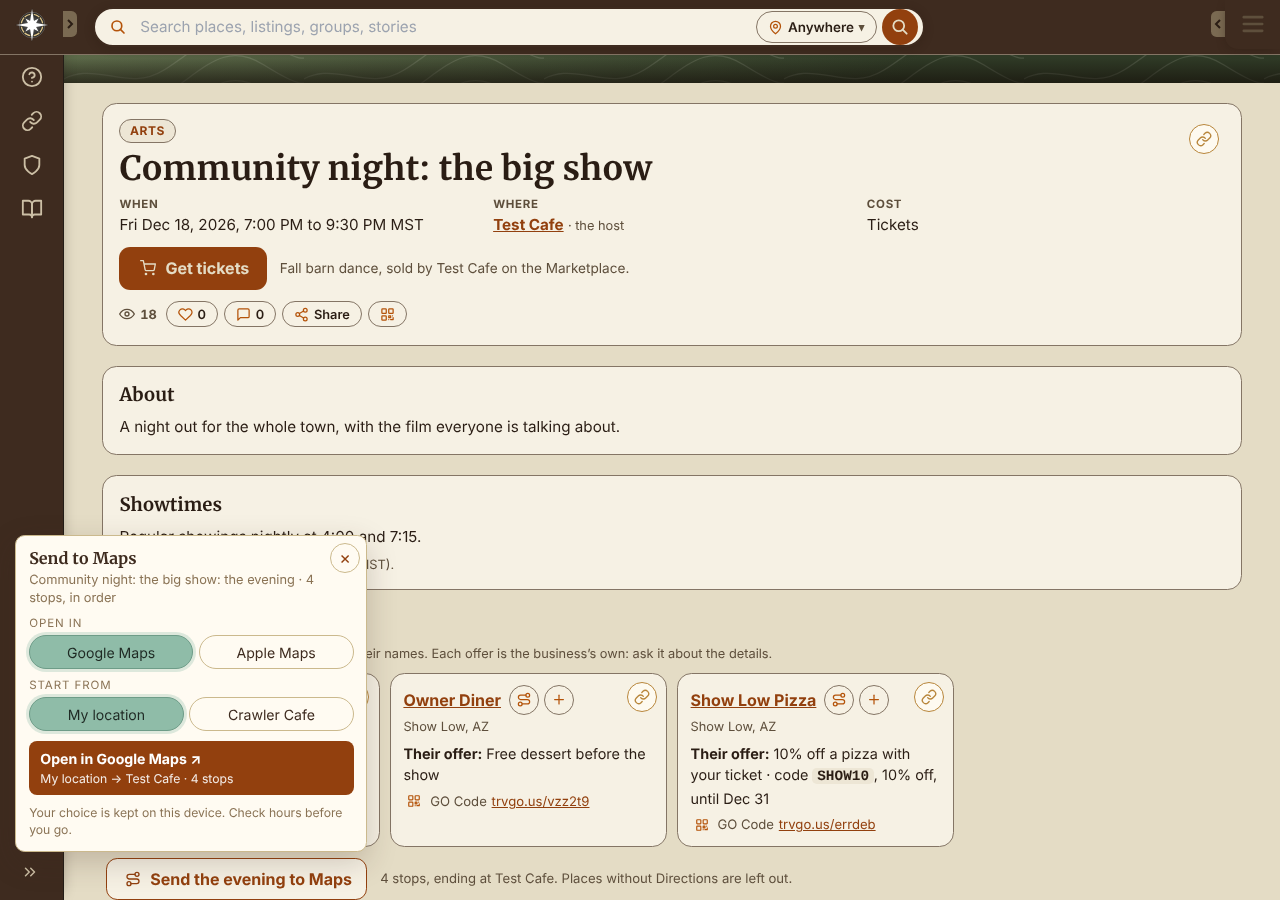 Search places, listings, groups, stories
Anywhere ▾
ARTS
Community night: the big show
WHEN
Fri Dec 18, 2026, 7:00 PM to 9:30 PM MST
WHERE
Test Cafe · the host
COST
Tickets
Get tickets
Fall barn dance, sold by Test Cafe on the Marketplace.
18
0
0
Share
About
A night out for the whole town, with the film everyone is talking about.
Showtimes
Regular showings nightly at 4:00 and 7:15.
Send to Maps
Community night: the big show: the evening · 4
stops, in order
OPEN IN
Google Maps
Apple Maps
START FROM
My location
Crawler Cafe
Open in Google Maps ↗
My location → Test Cafe · 4 stops
Your choice is kept on this device. Check hours before
you go.
names. Each offer is the business’s own: ask it about the details.
Owner Diner
Show Low, AZ
Their offer: Free dessert before the
show
GO Code trvgo.us/vzz2t9
Show Low Pizza
Show Low, AZ
Their offer: 10% off a pizza with
your ticket · code SHOW10, 10% off,
until Dec 31
GO Code trvgo.us/errdeb
Send the evening to Maps
4 stops, ending at Test Cafe. Places without Directions are left out.